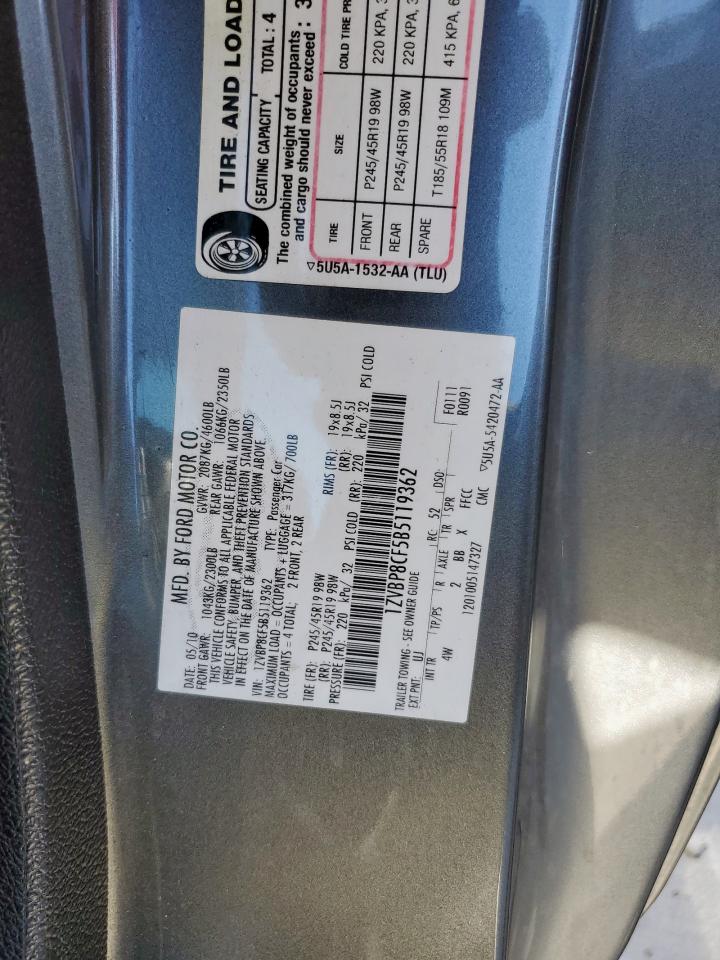 TIRE AND LOAD
SEATING CAPACITY TOTAL: 4
The combined weight of occupants
and cargo should never exceed : 3
TIRE SIZE COLD TIRE PR
FRONT P245/45R19 98W 220 KPA, 3
REAR P245/45R19 98W 220 KPA, 3
SPARE T185/55R18 109M 415 KPA, 6
▽5U5A-1532-AA (TLU)
MFD. BY FORD MOTOR CO.
DATE: 05/10 GVWR: 2087KG/4600LB
FRONT GAWR: 1043KG/2300LB REAR GAWR: 1066KG/2350LB
THIS VEHICLE CONFORMS TO ALL APPLICABLE FEDERAL MOTOR
VEHICLE SAFETY, BUMPER, AND THEFT PREVENTION STANDARDS
IN EFFECT ON THE DATE OF MANUFACTURE SHOWN ABOVE.
VIN: 1ZVBP8CF5B5119362 TYPE: Passenger Car
MAXIMUM LOAD = OCCUPANTS + LUGGAGE = 317KG/ 700LB
OCCUPANTS = 4 TOTAL; 2 FRONT, 2 REAR
TIRE (FR): P245/45R19 98W RIMS (FR): 19x8.5J
(RR): P245/45R19 98W (RR): 19x8.5J
PRESSURE (FR): 220 kPa/ 32 PSI COLD (RR): 220 kPa/ 32 PSI COLD
1ZVBP8CF5B5119362
TRAILER TOWING - SEE OWNER GUIDE
EXT PNT: UJ RC: 52 DSO: F0111
R0091
INT TR TP/PS R AXLE TR SPR
4W 2 BB X FFCC
1201005147327 CMC ▽5U5A-5420472-AA